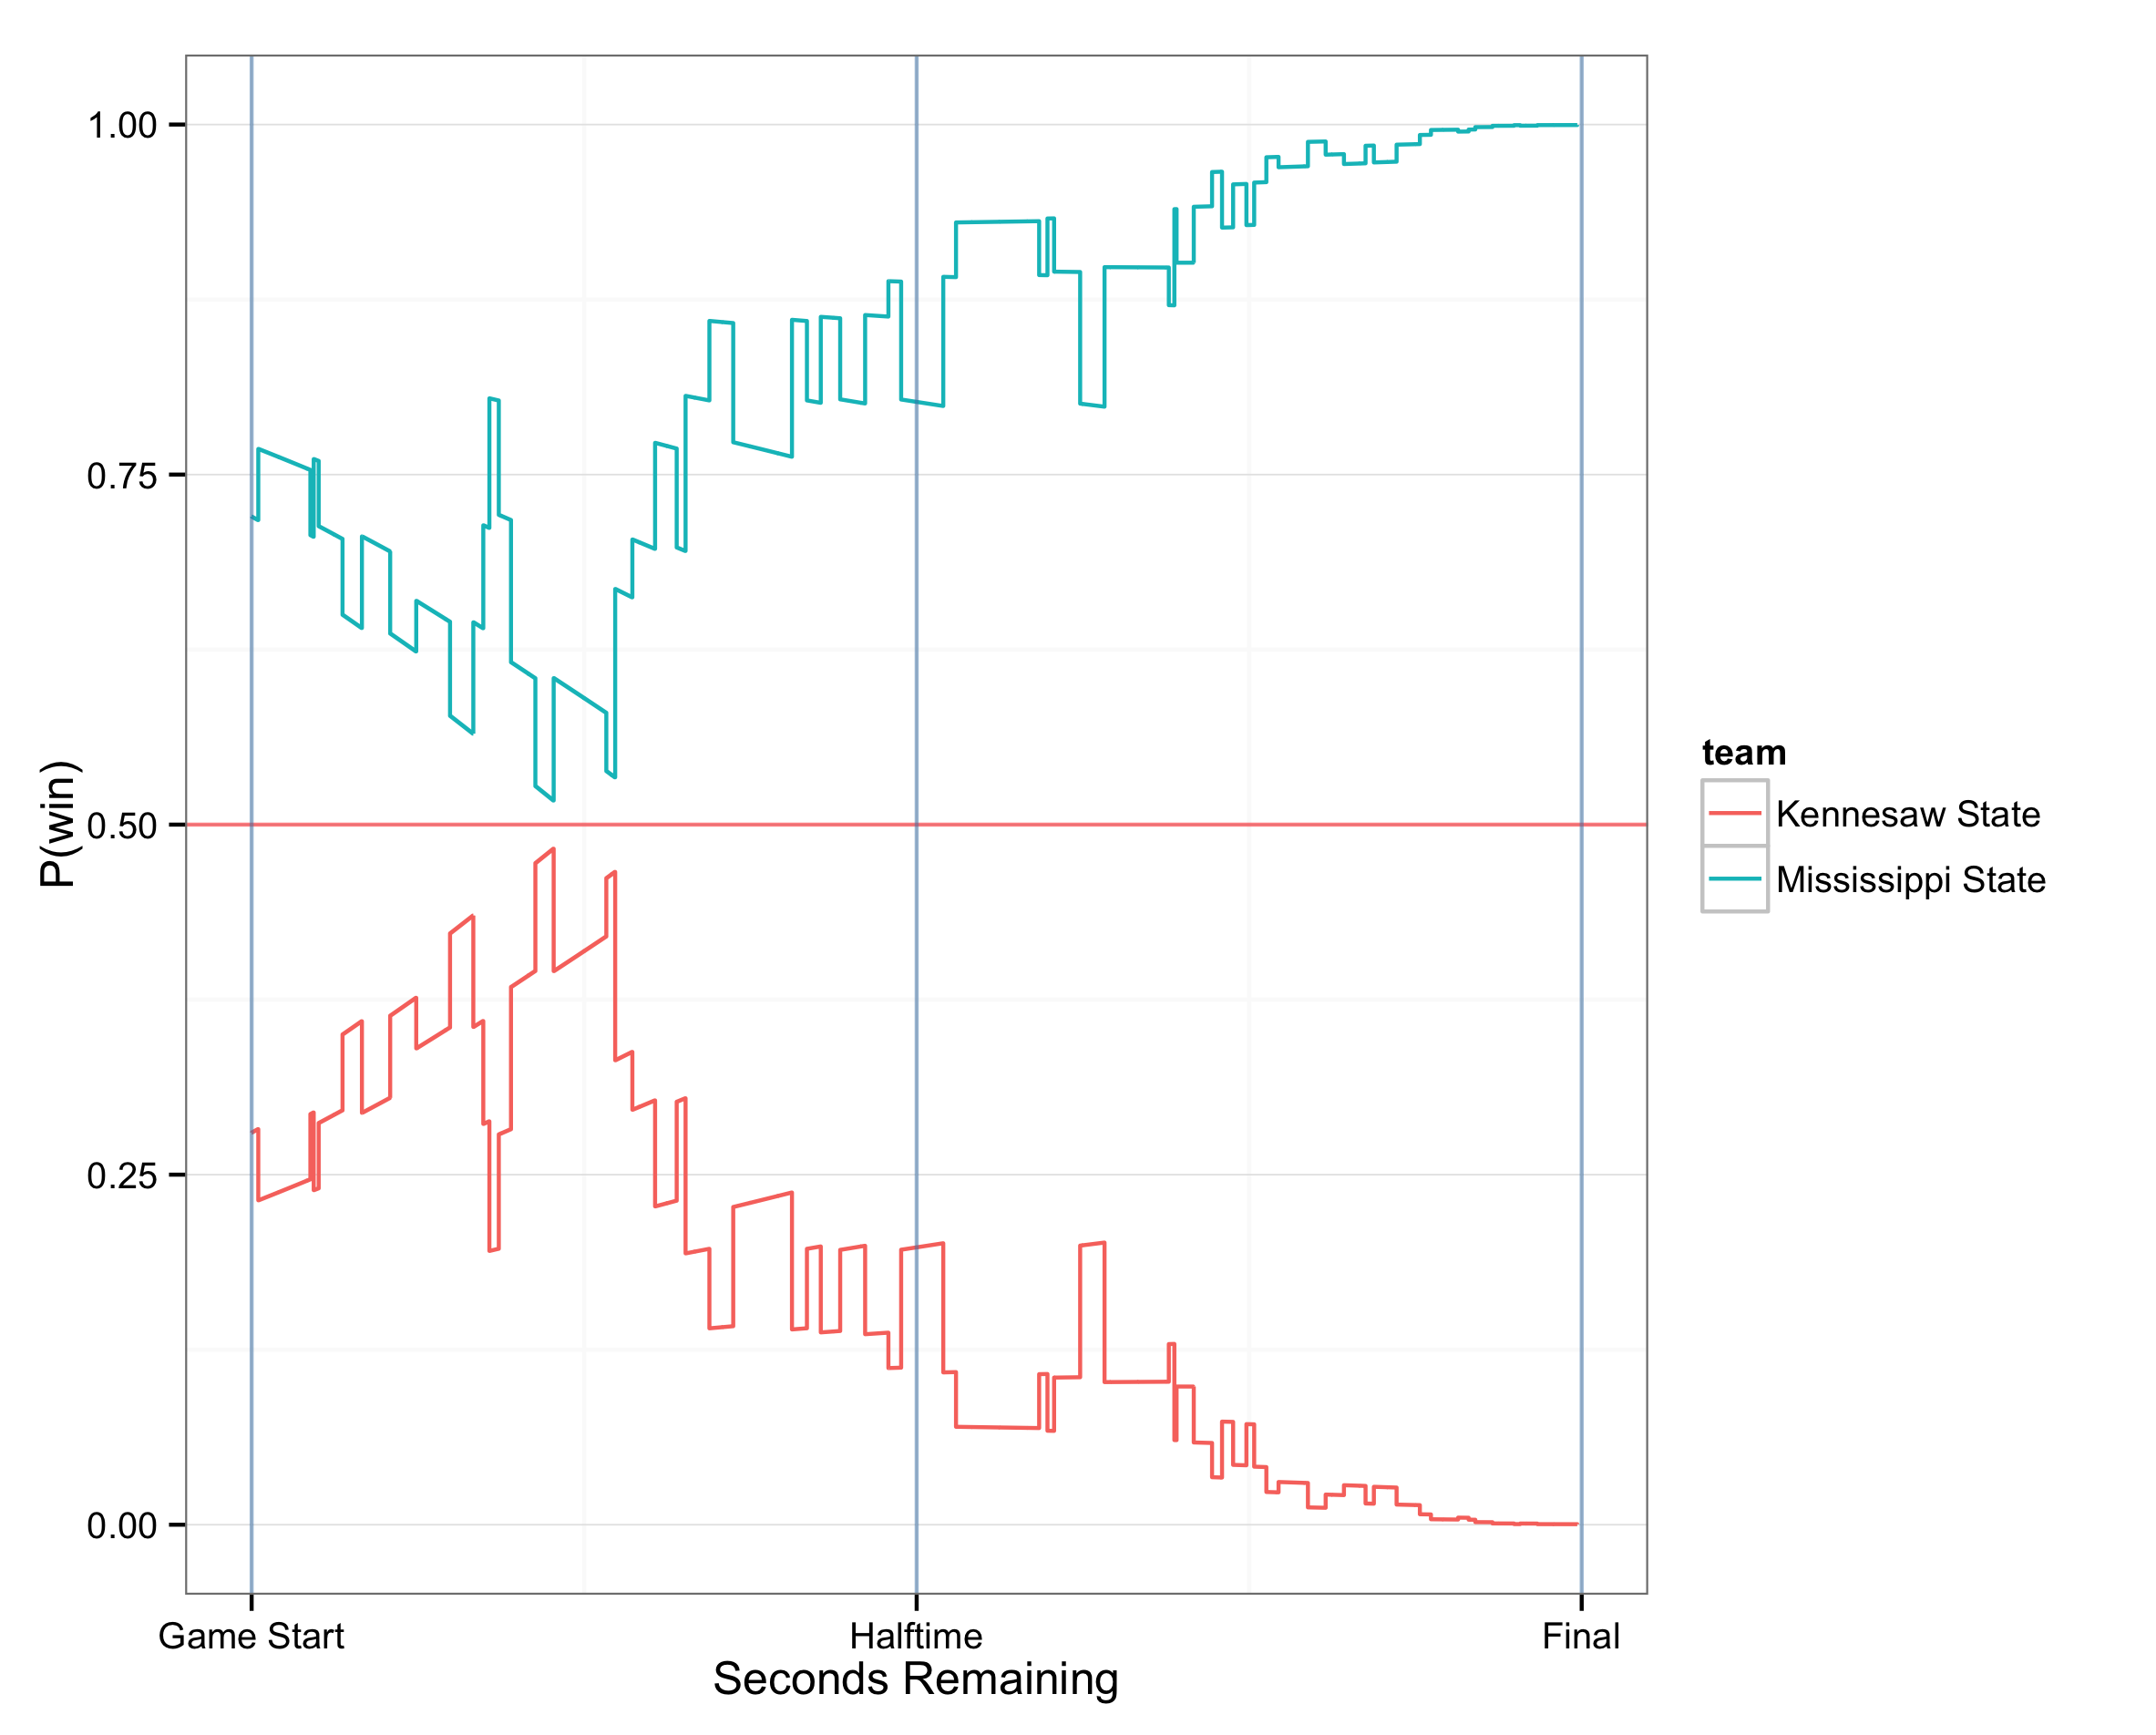 1.00
0.75
0.50
0.25
0.00
P(win)
Game Start
Halftime
Final
Seconds Remaining
team
Kennesaw State
Mississippi State